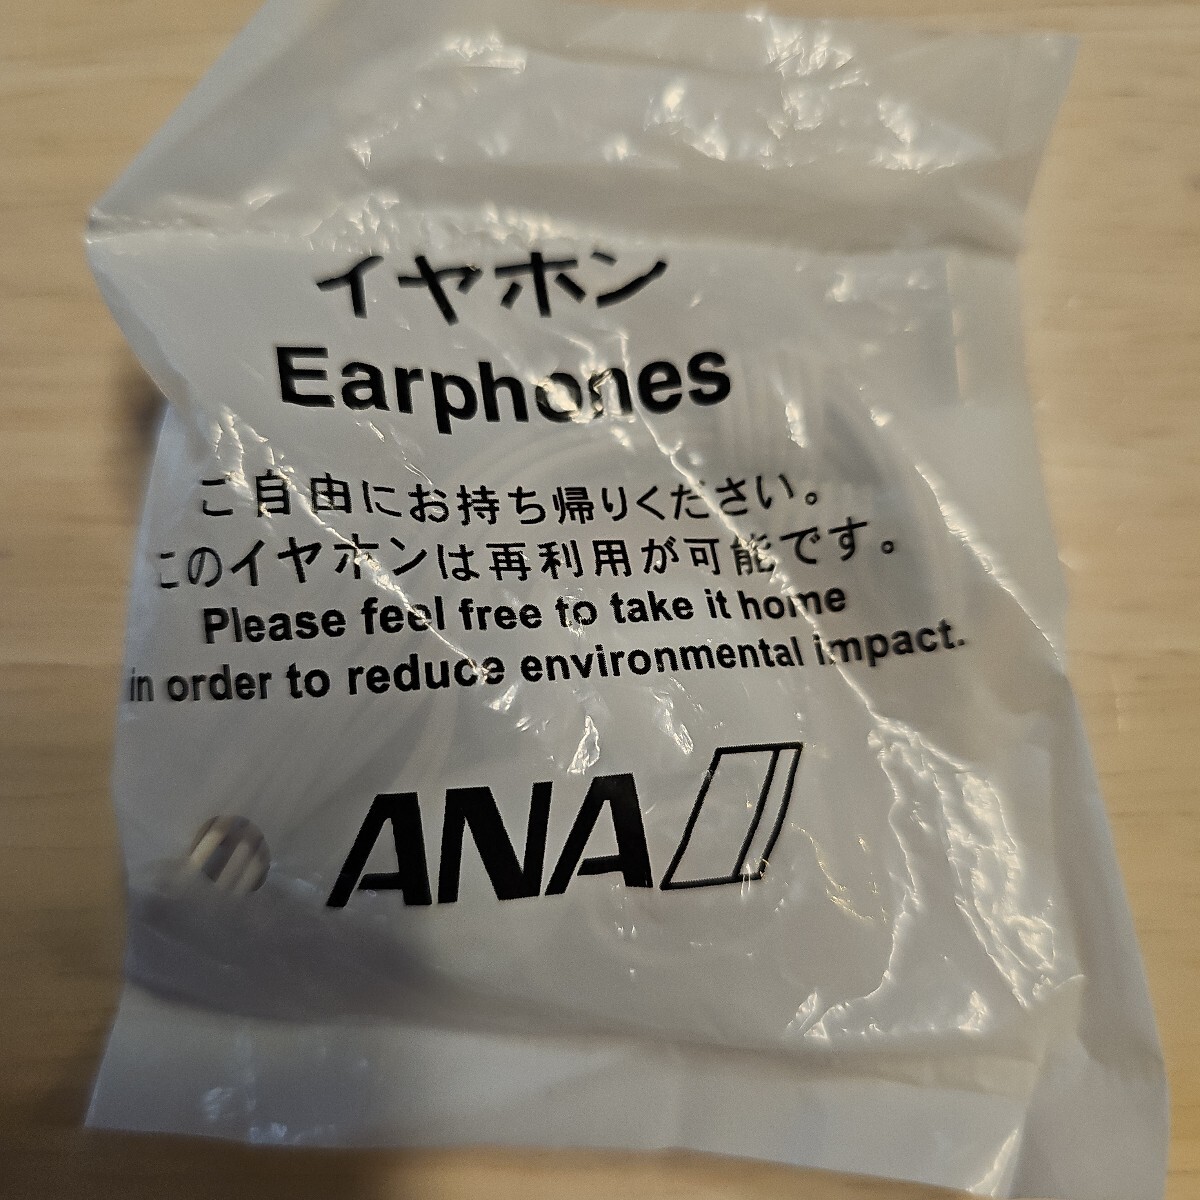 イヤホン
Earphones
ご自由にお持ち帰りください。
このイヤホンは再利用が可能です。
Please feel free to take it home
in order to reduce environmental impact.
ANA